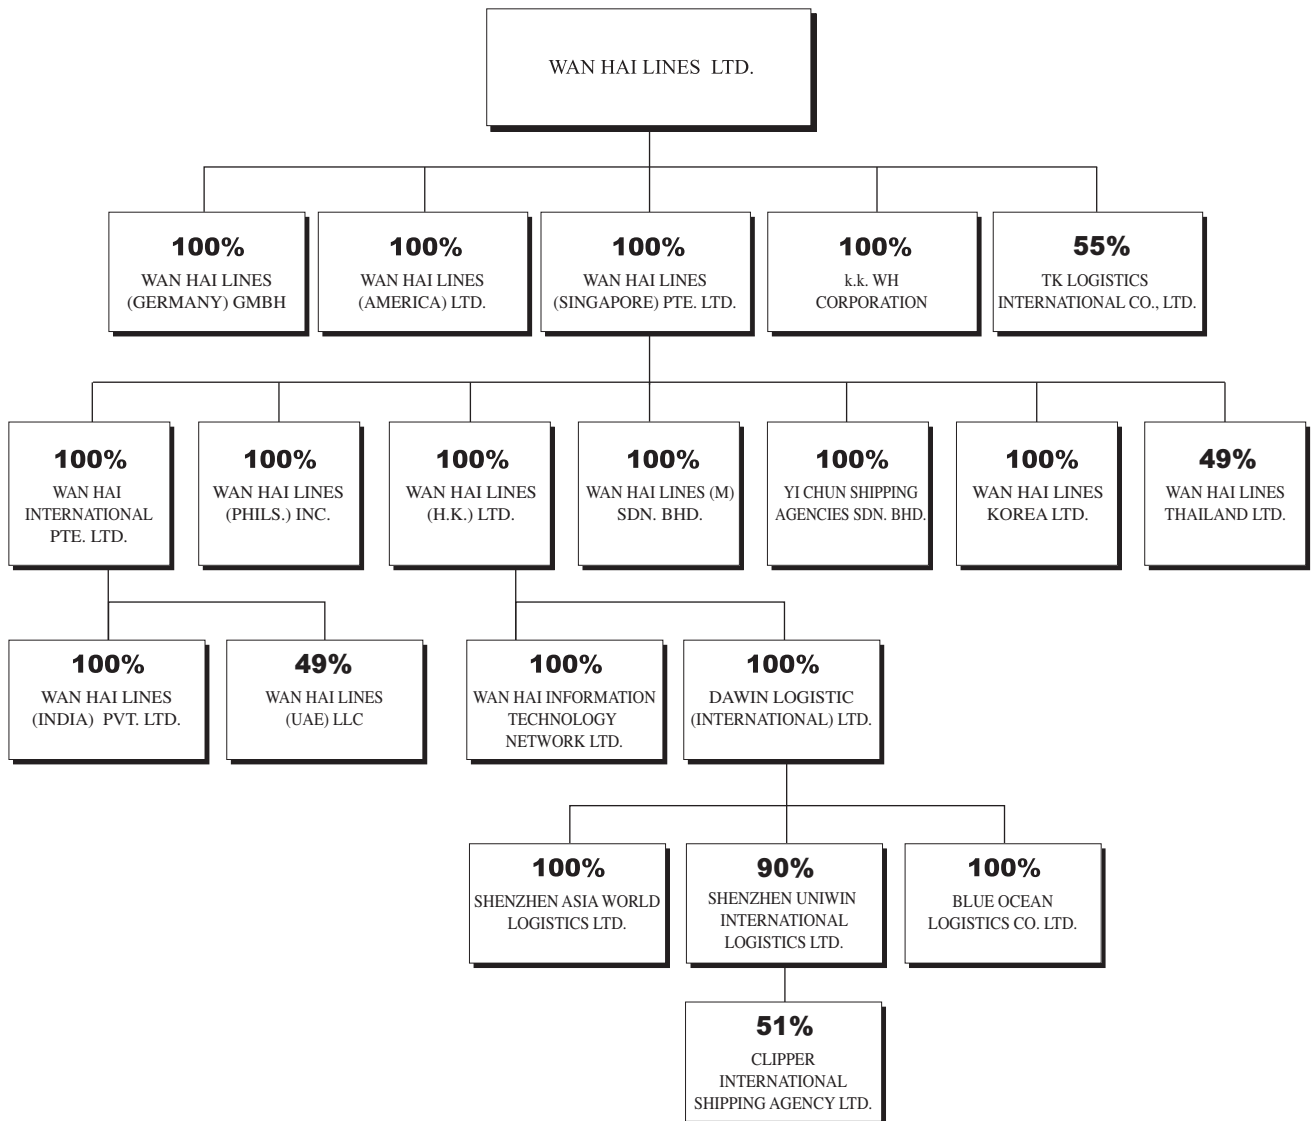 WAN HAI LINES LTD.
100%
WAN HAI LINES
(GERMANY) GMBH
100%
WAN HAI LINES
(AMERICA) LTD.
100%
WAN HAI LINES
(SINGAPORE) PTE. LTD.
100%
k.k. WH
CORPORATION
55%
TK LOGISTICS
INTERNATIONAL CO., LTD.
100%
WAN HAI
INTERNATIONAL
PTE. LTD.
100%
WAN HAI LINES
(PHILS.) INC.
100%
WAN HAI LINES
(H.K.) LTD.
100%
WAN HAI LINES (M)
SDN. BHD.
100%
YI CHUN SHIPPING
AGENCIES SDN. BHD.
100%
WAN HAI LINES
KOREA LTD.
49%
WAN HAI LINES
THAILAND LTD.
100%
WAN HAI LINES
(INDIA) PVT. LTD.
49%
WAN HAI LINES
(UAE) LLC
100%
WAN HAI INFORMATION
TECHNOLOGY
NETWORK LTD.
100%
DAWIN LOGISTIC
(INTERNATIONAL) LTD.
100%
SHENZHEN ASIA WORLD
LOGISTICS LTD.
90%
SHENZHEN UNIWIN
INTERNATIONAL
LOGISTICS LTD.
100%
BLUE OCEAN
LOGISTICS CO. LTD.
51%
CLIPPER
INTERNATIONAL
SHIPPING AGENCY LTD.